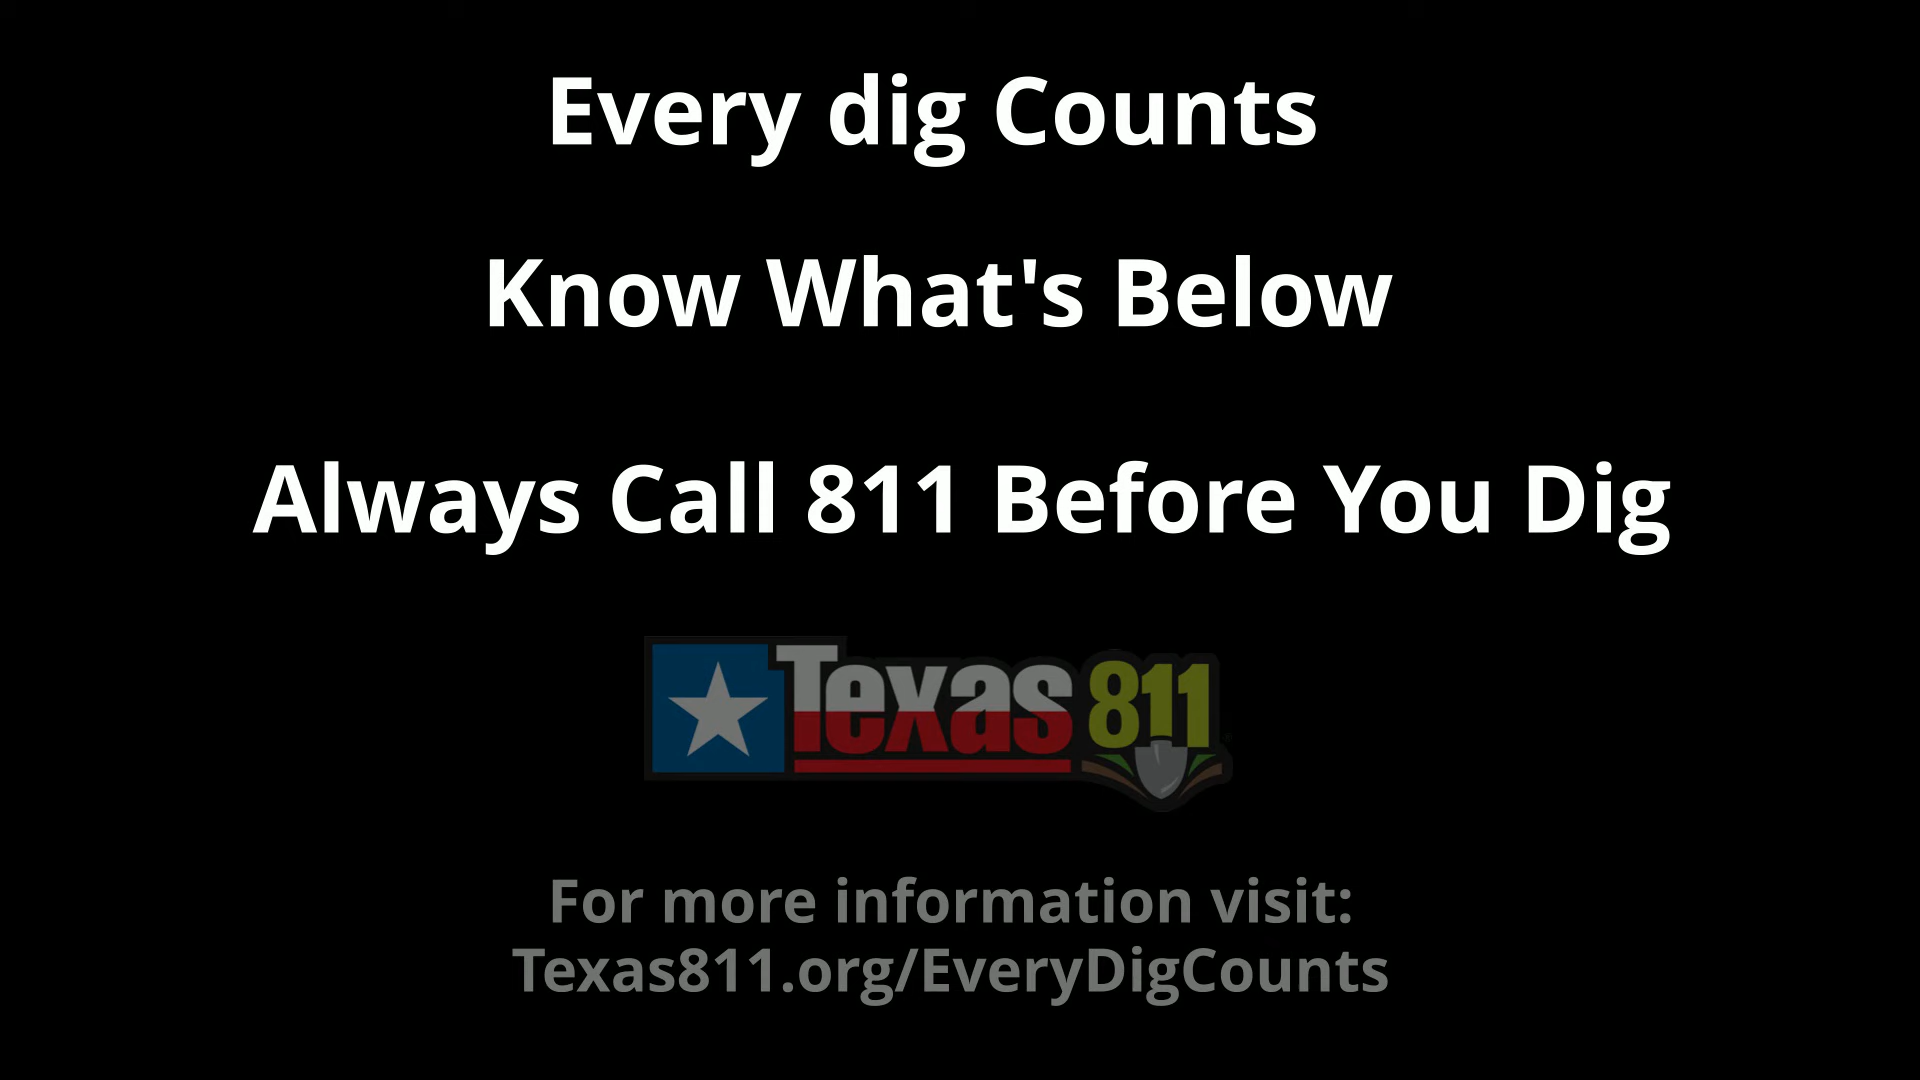 Every dig Counts
Know What's Below
Always Call 811 Before You Dig
Texas 811
For more information visit:
Texas811.org/EveryDigCounts